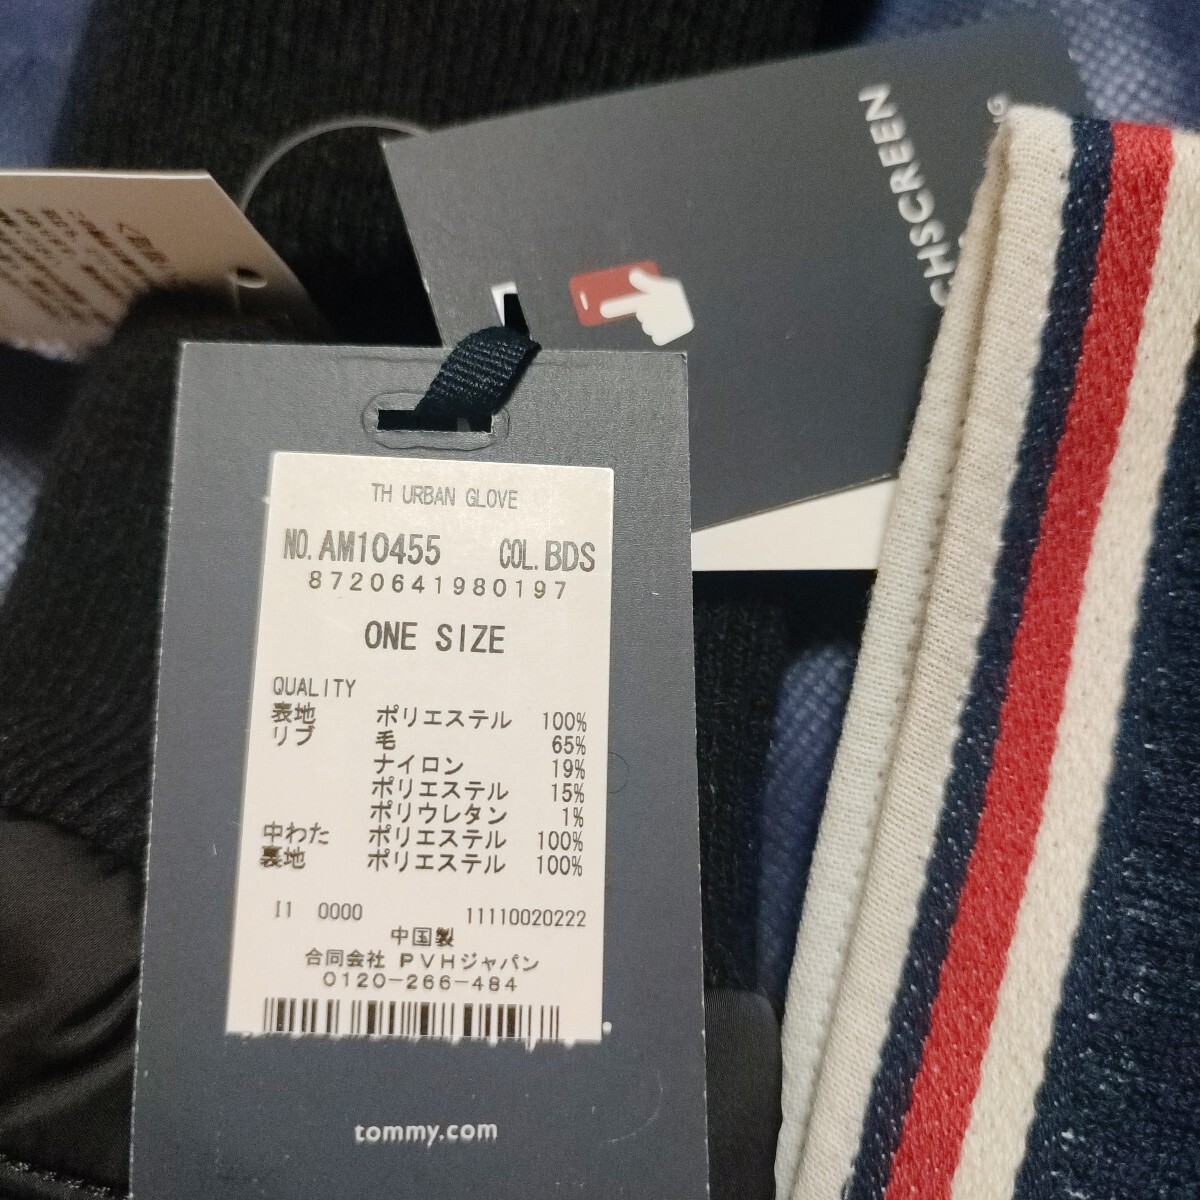 TH URBAN GLOVE
NO. AM10455 COL. BDS
8720641980197
ONE SIZE
QUALITY
表地 ポリエステル 100%
リブ 毛 65%
ナイロン 19%
ポリエステル 15%
ポリウレタン 1%
中わた ポリエステル 100%
裏地 ポリエステル 100%
I1 0000 11110020222
中国製
合同会社 PVHジャパン
0120-266-484
tommy.com
CHSCREEN